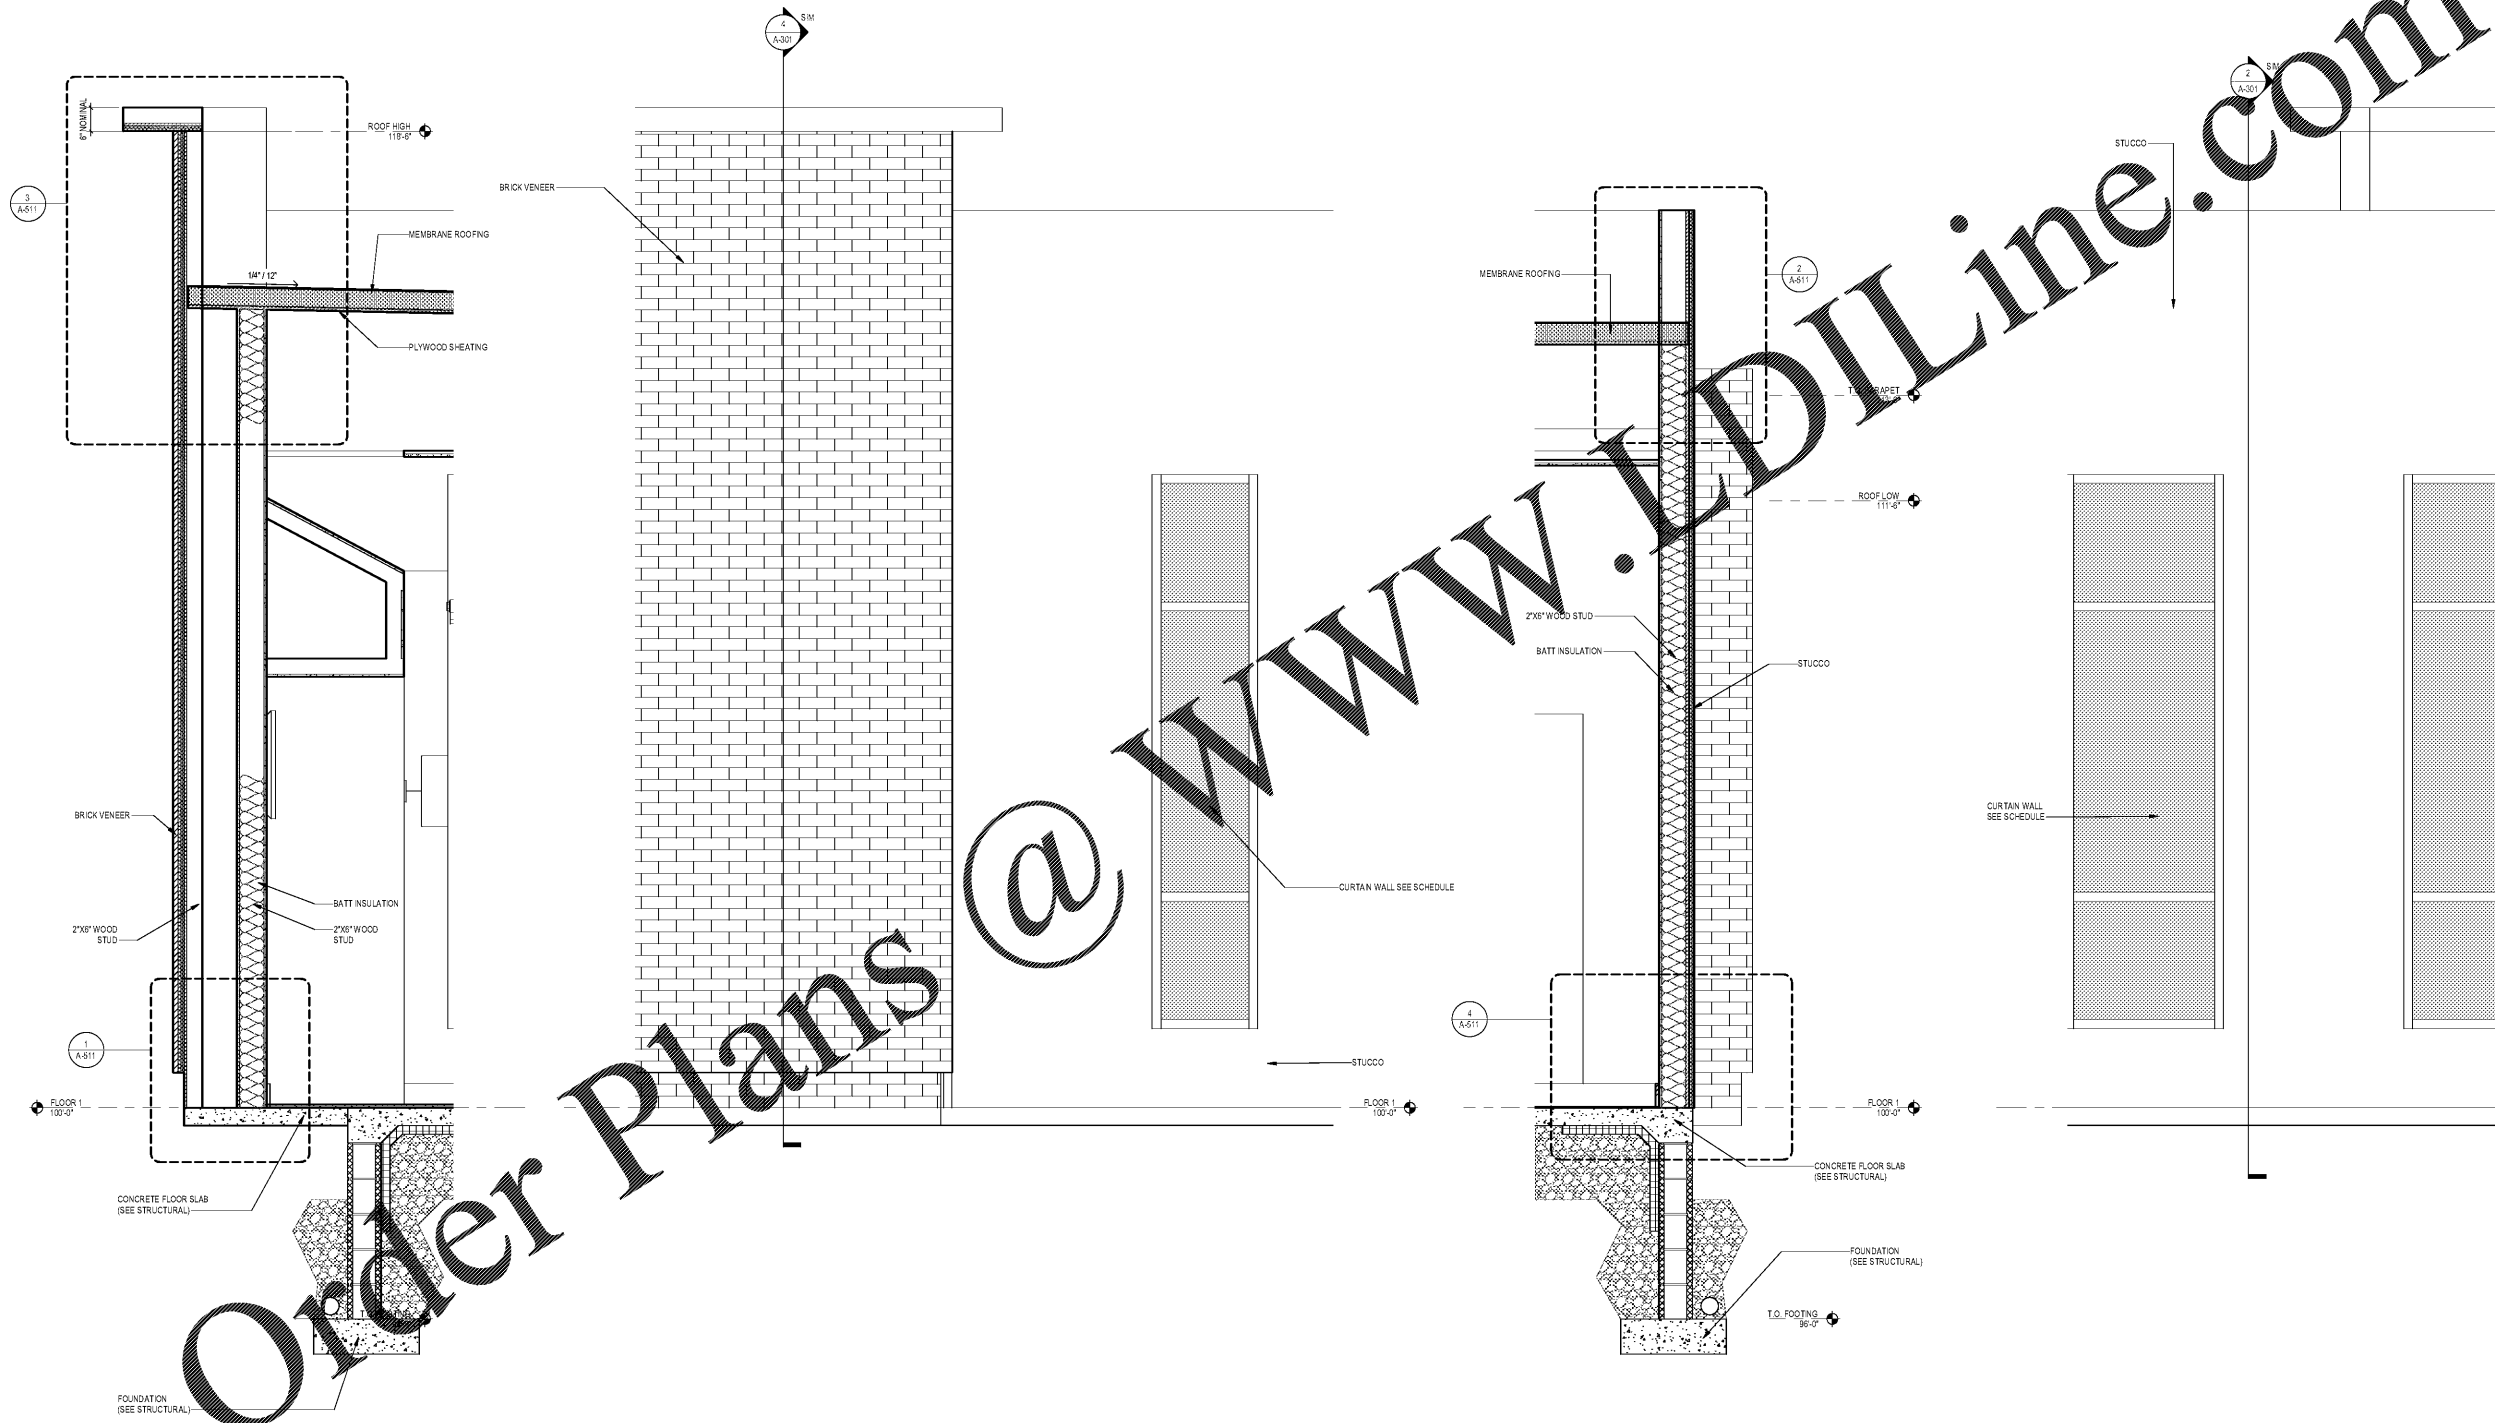 4
A-301
SIM
2
A-301
SIM
6" NOMINAL
ROOF HIGH
118'-6"
STUCCO
BRICK VENEER
3
A-511
MEMBRANE ROOFING
1/4" / 12"
MEMBRANE ROOFING
2
A-511
PLYWOOD SHEATING
ROOF LOW
111'-6"
2"X6" WOOD STUD
BATT INSULATION
STUCCO
BRICK VENEER
CURTAIN WALL
SEE SCHEDULE
CURTAIN WALL SEE SCHEDULE
BATT INSULATION
2"X6" WOOD
STUD
2"X6" WOOD
STUD
1
A-511
4
A-511
STUCCO
FLOOR 1
100'-0"
FLOOR 1
100'-0"
FLOOR 1
100'-0"
CONCRETE FLOOR SLAB
(SEE STRUCTURAL)
CONCRETE FLOOR SLAB
(SEE STRUCTURAL)
FOUNDATION
(SEE STRUCTURAL)
T.O. FOOTING
96'-0"
FOUNDATION
(SEE STRUCTURAL)
Order Plans @ www.LDILine.com